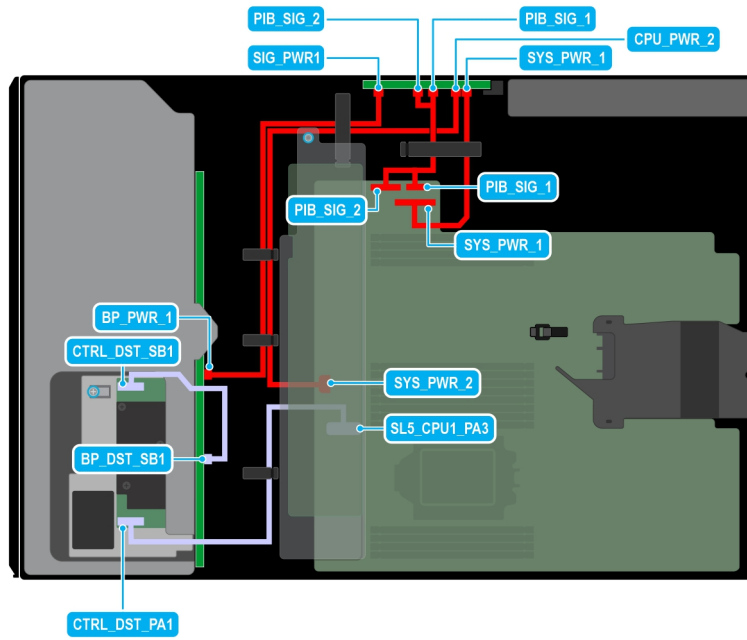 PIB_SIG_2
PIB_SIG_1
CPU_PWR_2
SIG_PWR1
SYS_PWR_1
PIB_SIG_1
PIB_SIG_2
SYS_PWR_1
BP_PWR_1
CTRL_DST_SB1
SYS_PWR_2
SL5_CPU1_PA3
BP_DST_SB1
CTRL_DST_PA1